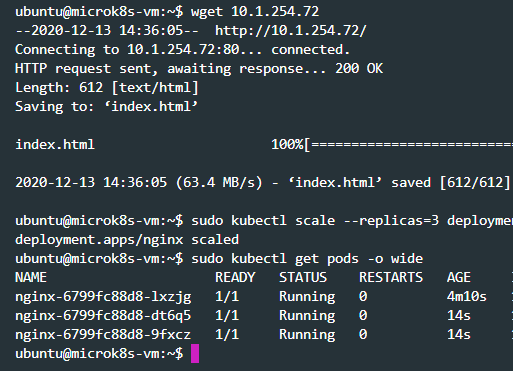 ubuntu@microk8s-vm:~$ wget 10.1.254.72
--2020-12-13 14:36:05--  http://10.1.254.72/
Connecting to 10.1.254.72:80... connected.
HTTP request sent, awaiting response... 200 OK
Length: 612 [text/html]
Saving to: ‘index.html’
index.html                     100%[==========================
2020-12-13 14:36:05 (63.4 MB/s) - ‘index.html’ saved [612/612]
ubuntu@microk8s-vm:~$ sudo kubectl scale --replicas=3 deployme
deployment.apps/nginx scaled
ubuntu@microk8s-vm:~$ sudo kubectl get pods -o wide
NAME                     READY   STATUS    RESTARTS   AGE
nginx-6799fc88d8-lxzjg   1/1     Running   0          4m10s
nginx-6799fc88d8-dt6q5   1/1     Running   0          14s
nginx-6799fc88d8-9fxcz   1/1     Running   0          14s
ubuntu@microk8s-vm:~$